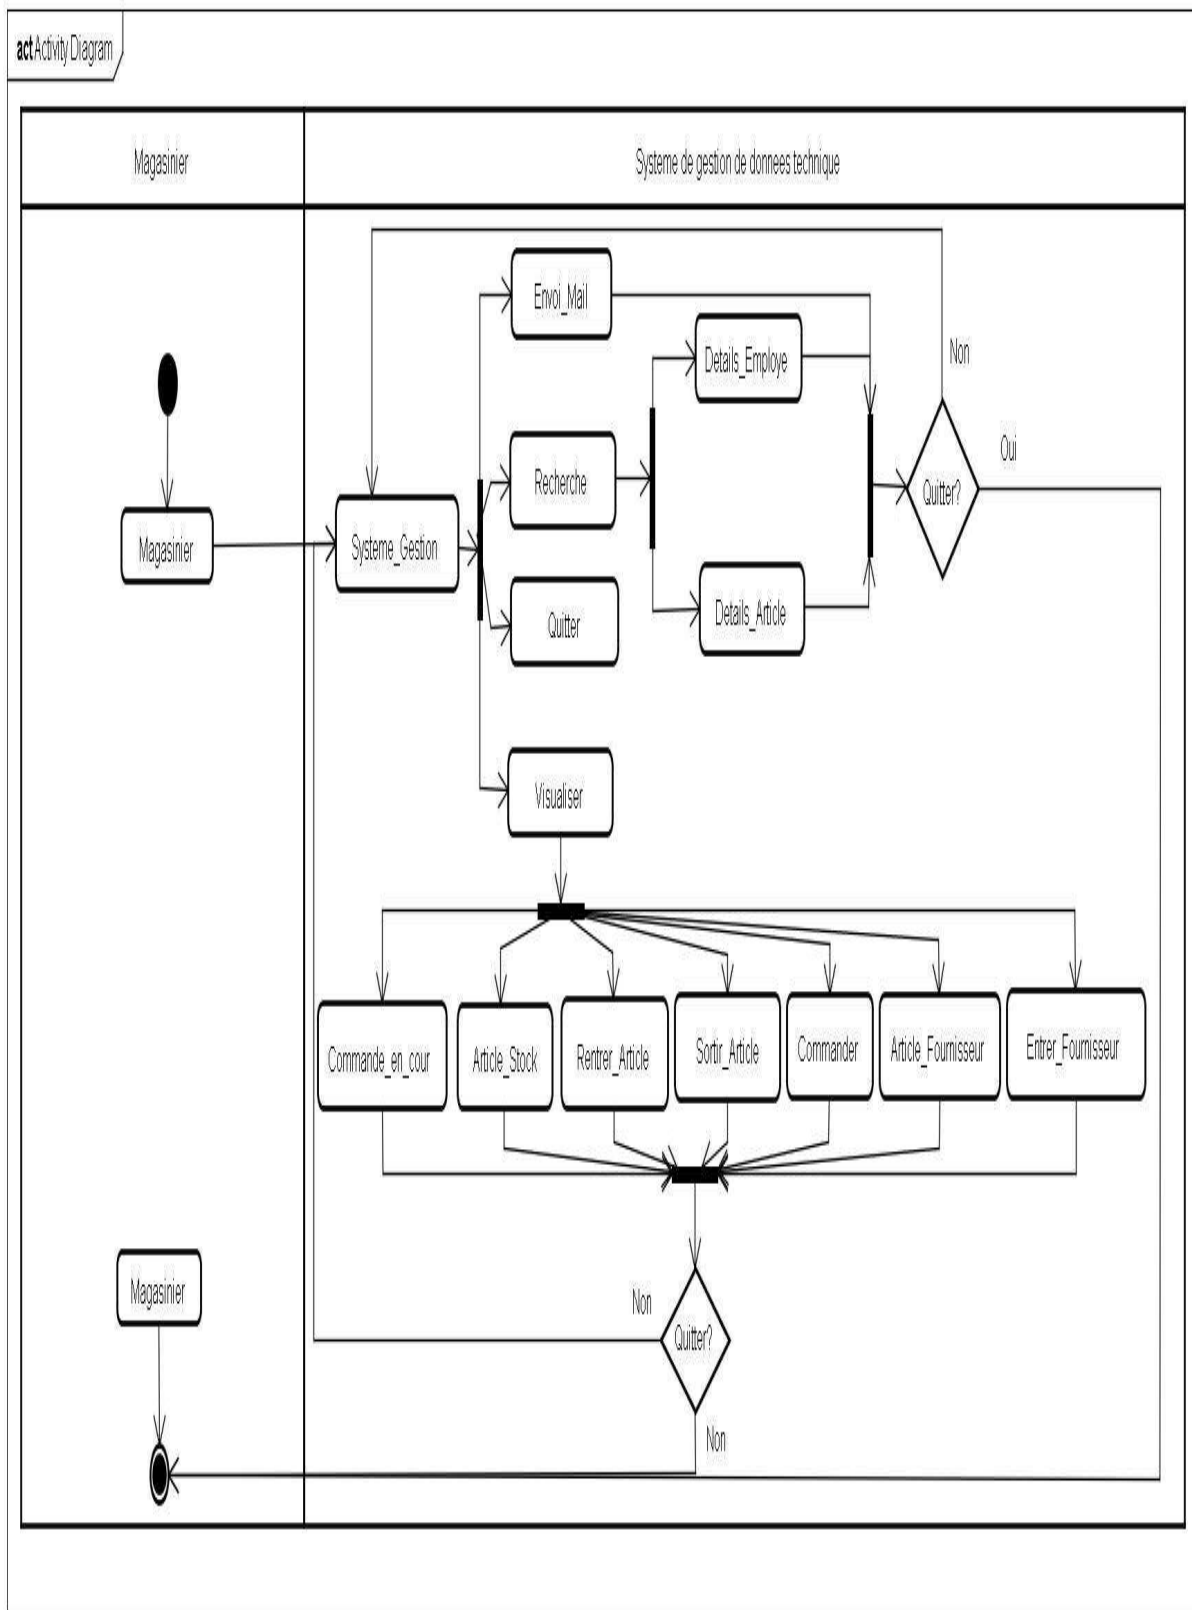 act Activity Diagram
Magasinier
Systeme de gestion de donnees technique
Envoi_Mail
Details_Employe
Non
Oui
Recherche
Quitter?
Magasinier
Systeme_Gestion
Quitter
Details_Article
Visualiser
Commande_en_cour
Article_Stock
Rentrer_Article
Sortir_Article
Commander
Article_Fournisseur
Entrer_Fournisseur
Magasinier
Non
Quitter?
Non